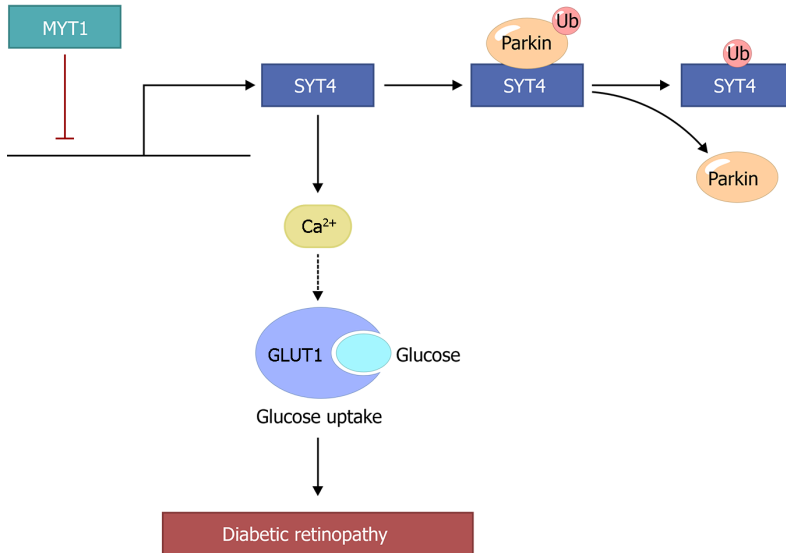 MYT1
Ub
Parkin
Ub
SYT4
SYT4
SYT4
Parkin
Ca²⁺
GLUT1
Glucose
Glucose uptake
Diabetic retinopathy